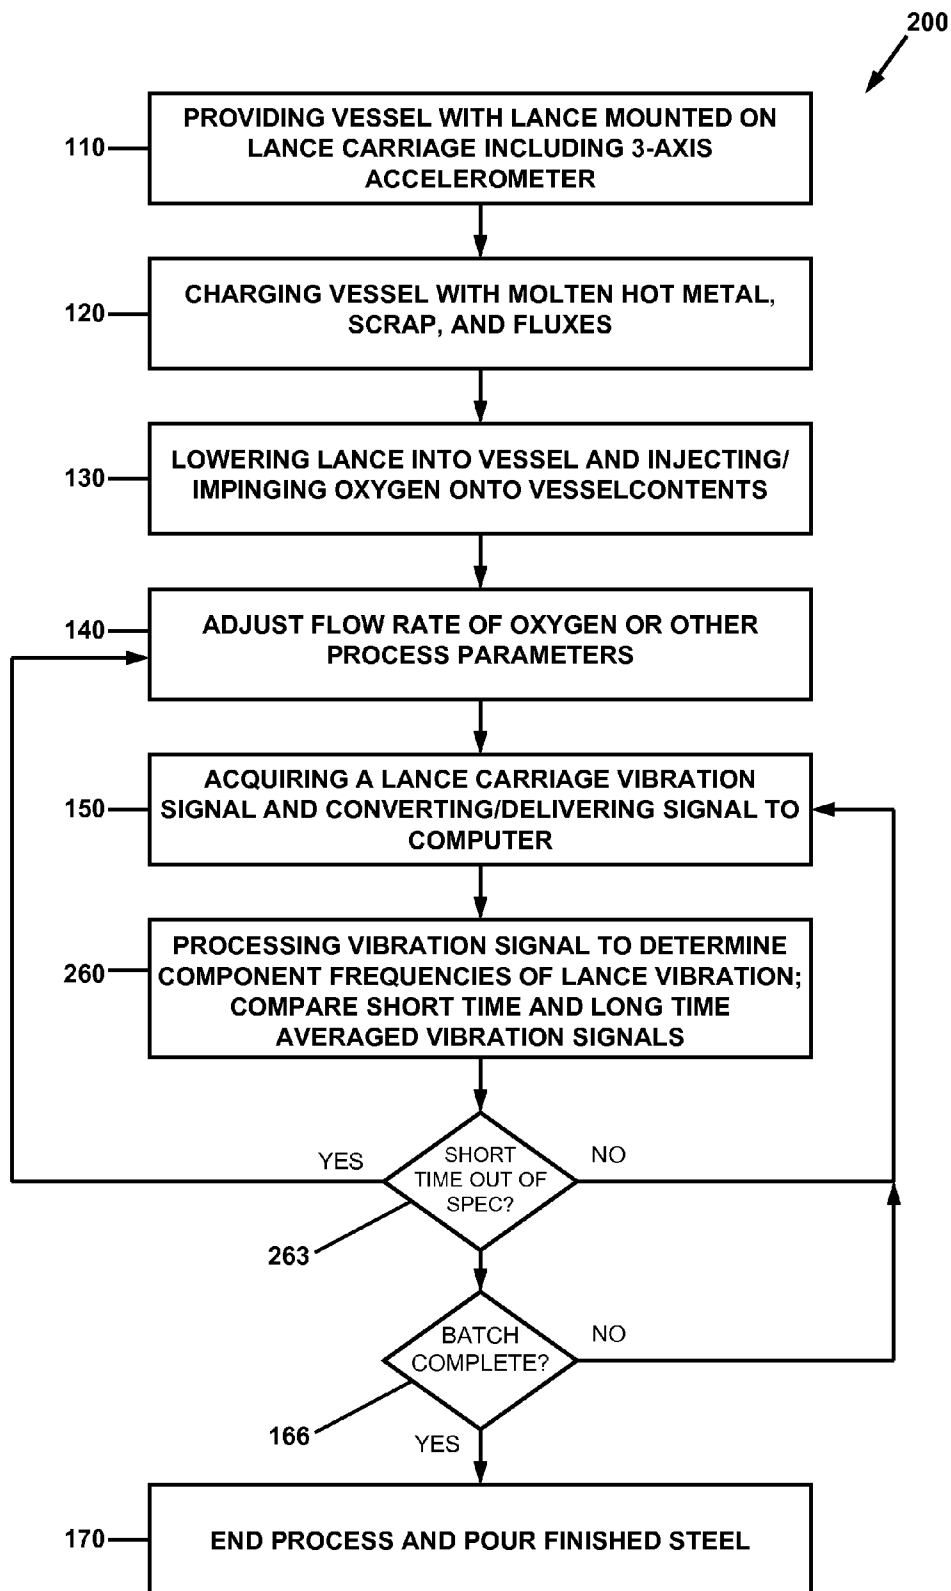 200
PROVIDING VESSEL WITH LANCE MOUNTED ON
LANCE CARRIAGE INCLUDING 3-AXIS
ACCELEROMETER
110
CHARGING VESSEL WITH MOLTEN HOT METAL,
SCRAP, AND FLUXES
120
LOWERING LANCE INTO VESSEL AND INJECTING/
IMPINGING OXYGEN ONTO VESSELCONTENTS
130
ADJUST FLOW RATE OF OXYGEN OR OTHER
PROCESS PARAMETERS
140
ACQUIRING A LANCE CARRIAGE VIBRATION
SIGNAL AND CONVERTING/DELIVERING SIGNAL TO
COMPUTER
150
PROCESSING VIBRATION SIGNAL TO DETERMINE
COMPONENT FREQUENCIES OF LANCE VIBRATION;
COMPARE SHORT TIME AND LONG TIME
AVERAGED VIBRATION SIGNALS
260
YES
SHORT
TIME OUT OF
SPEC?
NO
263
BATCH
COMPLETE?
NO
166
YES
170
END PROCESS AND POUR FINISHED STEEL